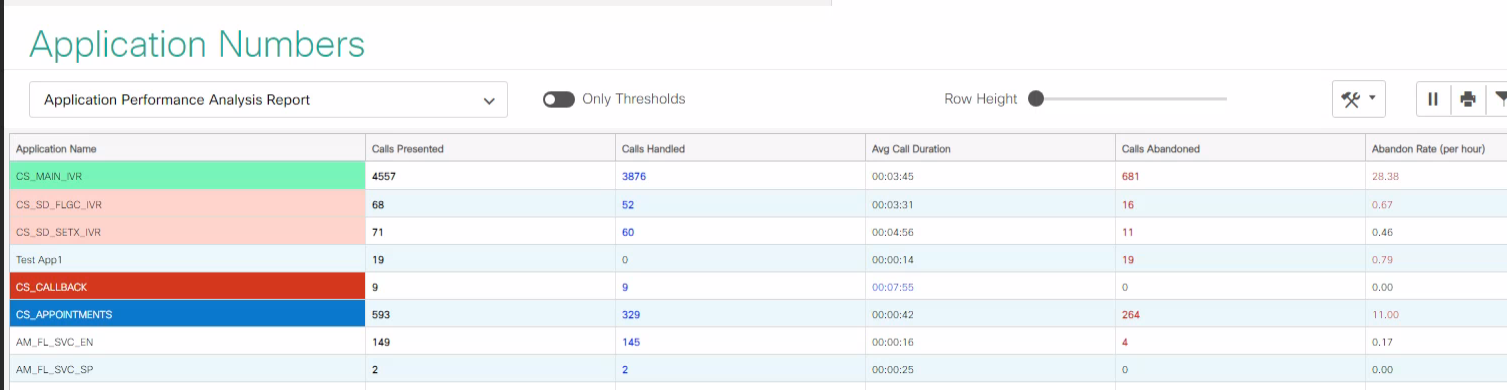 Application Numbers
Application Performance Analysis Report Only Thresholds Row Height
Application Name Calls Presented Calls Handled Avg Call Duration Calls Abandoned Abandon Rate (per hour)
CS_MAIN_IVR 4557 3876 00:03:45 681 28.38
CS_SD_FLGC_IVR 68 52 00:03:31 16 0.67
CS_SD_SETX_IVR 71 60 00:04:56 11 0.46
Test App1 19 0 00:00:14 19 0.79
CS_CALLBACK 9 9 00:07:55 0 0.00
CS_APPOINTMENTS 593 329 00:00:42 264 11.00
AM_FL_SVC_EN 149 145 00:00:16 4 0.17
AM_FL_SVC_SP 2 2 00:00:25 0 0.00